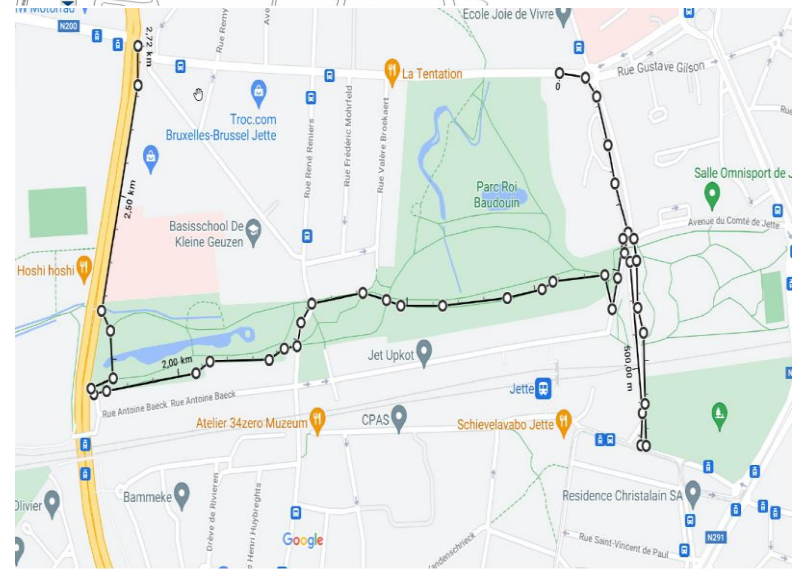 IW Motorrad
N200
Ecole Joie de Vivre
2,72 km
Rue Remy
Ave
La Tentation
0
Rue Gustave Gilson
Troc.com
Bruxelles-Brussel Jette
Rue René Reniers
Rue Frédéric Mohrfeld
Rue Valère Broekaert
Parc Roi
Baudouin
Salle Omnisport de J
2,50 km
Basisschool De
Kleine Geuzen
Avenue du Comté de Jette
Hoshi hoshi
Rue
2,00 km
Jet Upkot
500,00 m
Jette
Rue Antoine Baeck
Rue Antoine Baeck
Atelier 34zero Muzeum
CPAS
Schievelavabo Jette
Olivier
Bammeke
Drève de Rivieren
e Henri Huybreghts
Residence Christalain SA
Google
andenschrieck
Rue Saint-Vincent de Paul
N291